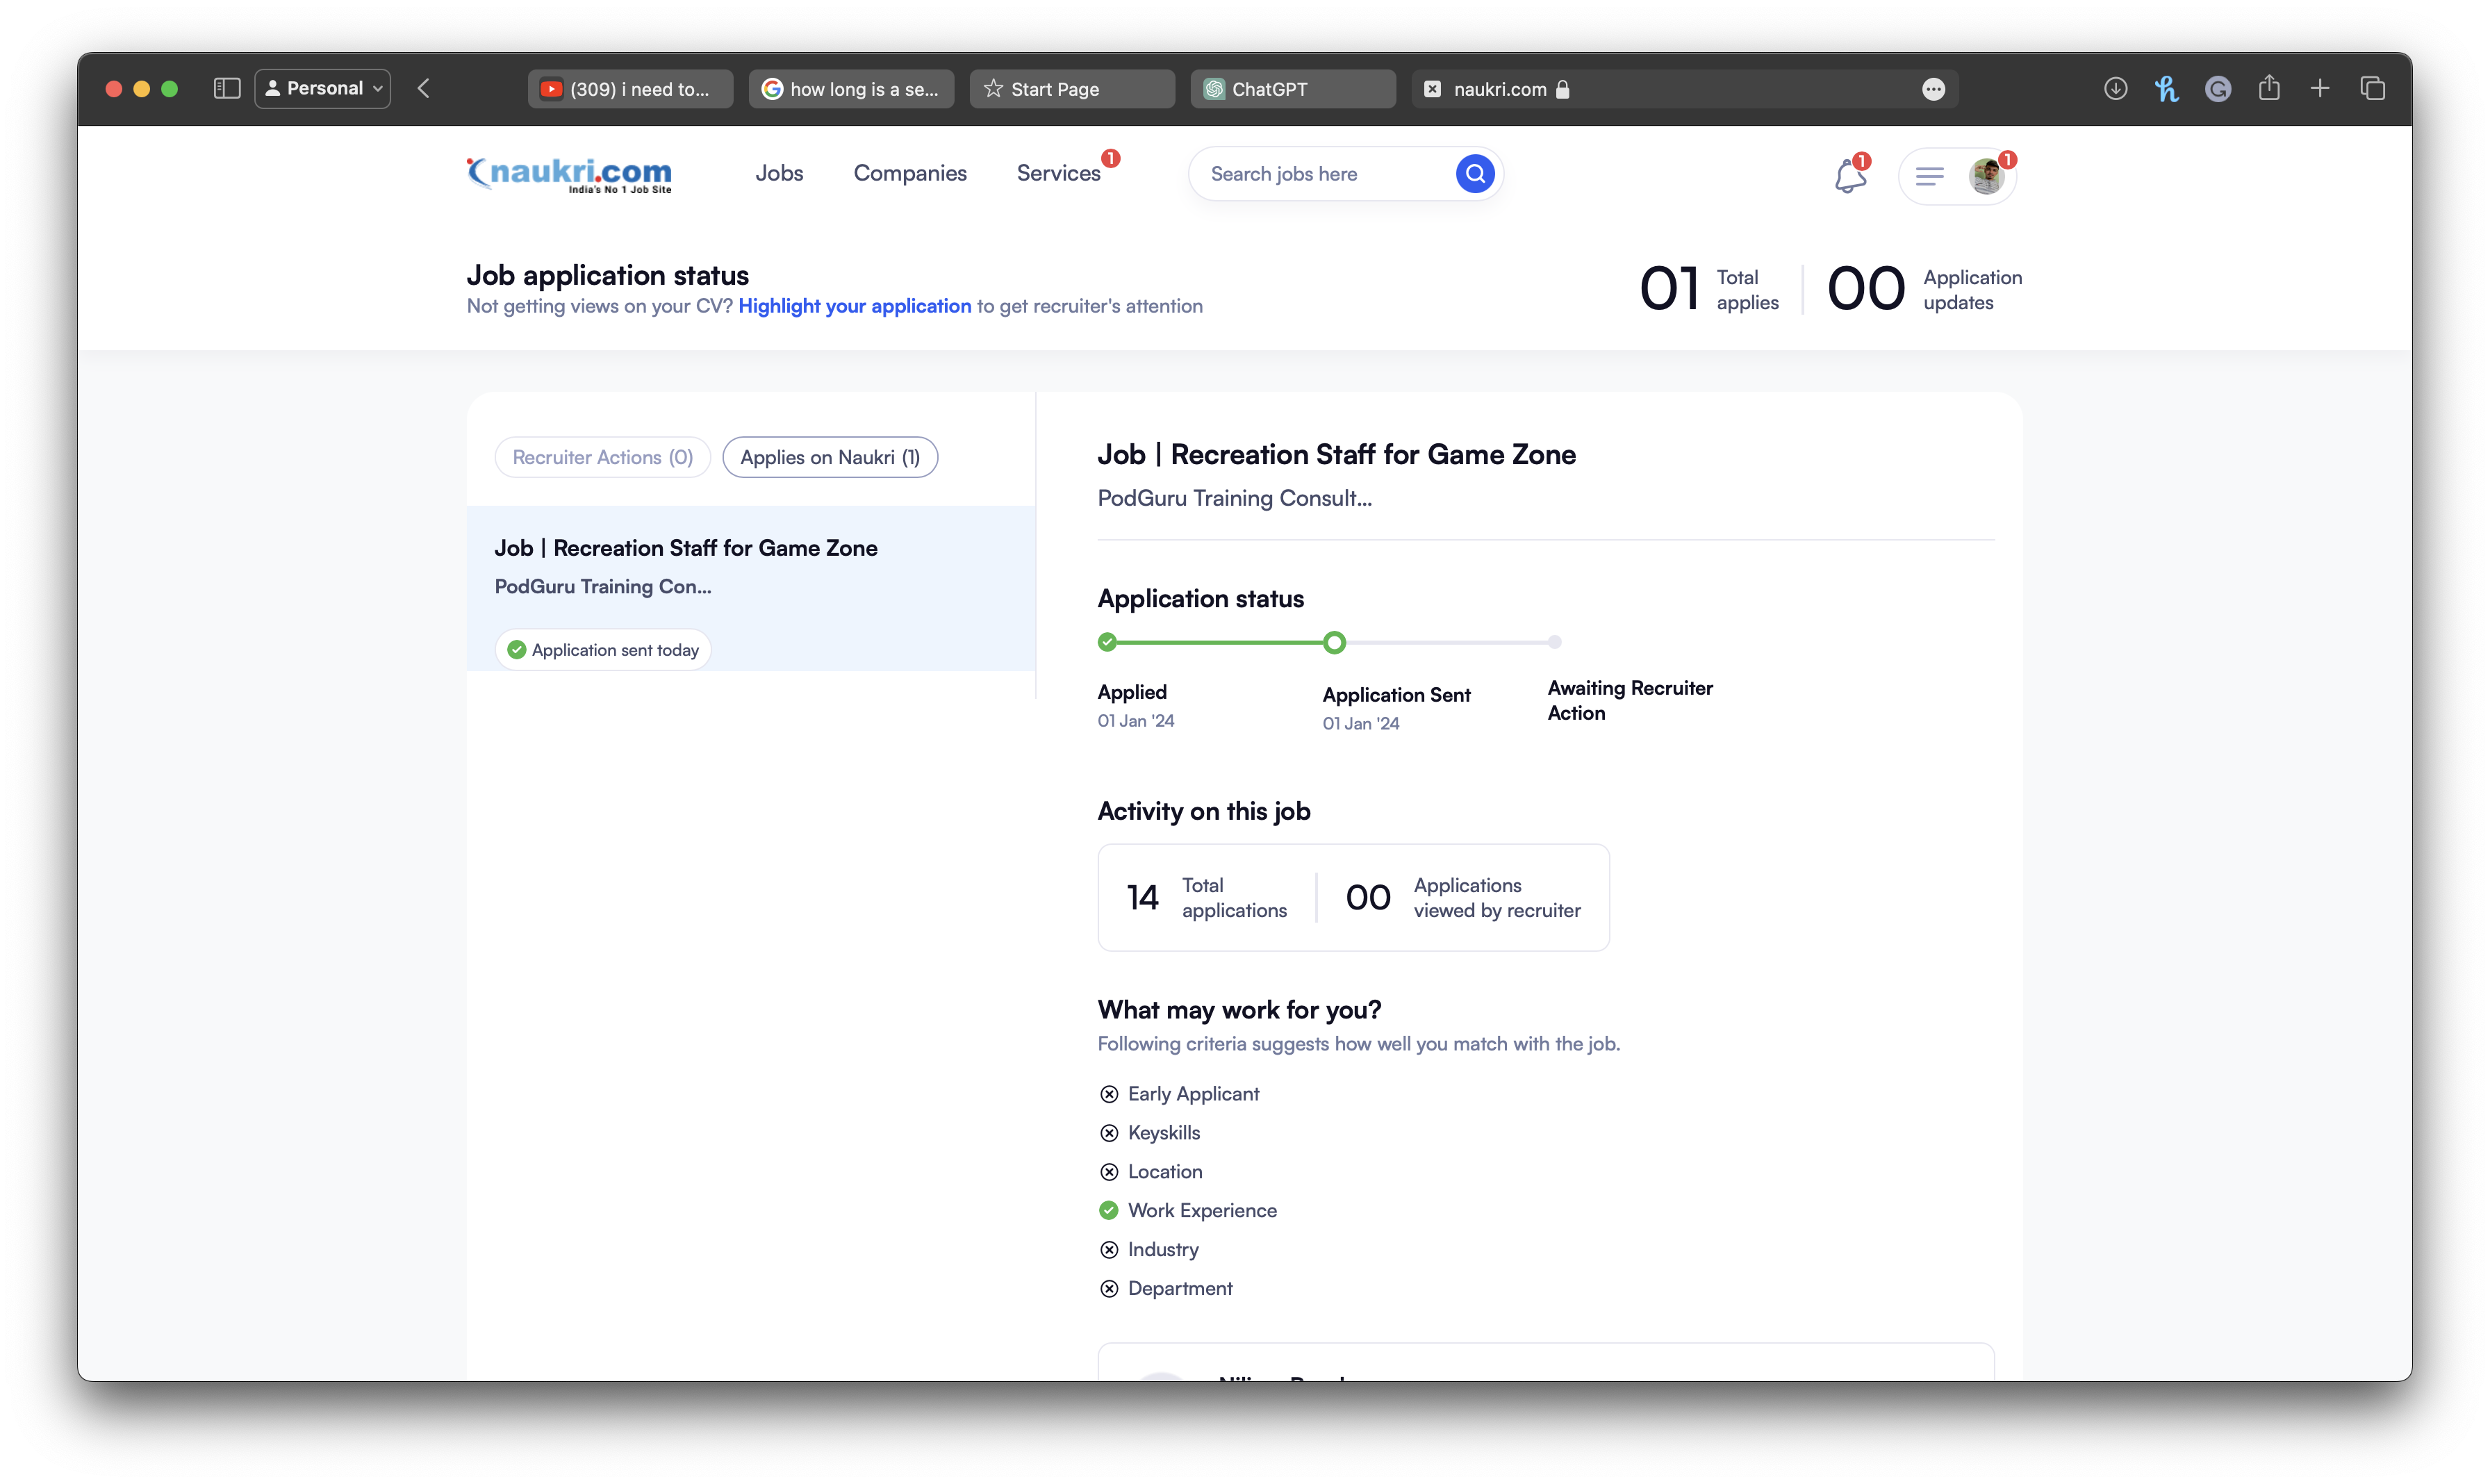 Personal
(309) i need to...
how long is a se...
Start Page
ChatGPT
naukri.com
naukri.com
India's No 1 Job Site
Jobs
Companies
Services
1
Search jobs here
1
1
Job application status
Not getting views on your CV? Highlight your application to get recruiter's attention
01
Total
applies
00
Application
updates
Recruiter Actions (0)
Applies on Naukri (1)
Job | Recreation Staff for Game Zone
PodGuru Training Con...
Application sent today
Job | Recreation Staff for Game Zone
PodGuru Training Consult...
Application status
Applied
01 Jan '24
Application Sent
01 Jan '24
Awaiting Recruiter
Action
Activity on this job
14
Total
applications
00
Applications
viewed by recruiter
What may work for you?
Following criteria suggests how well you match with the job.
Early Applicant
Keyskills
Location
Work Experience
Industry
Department